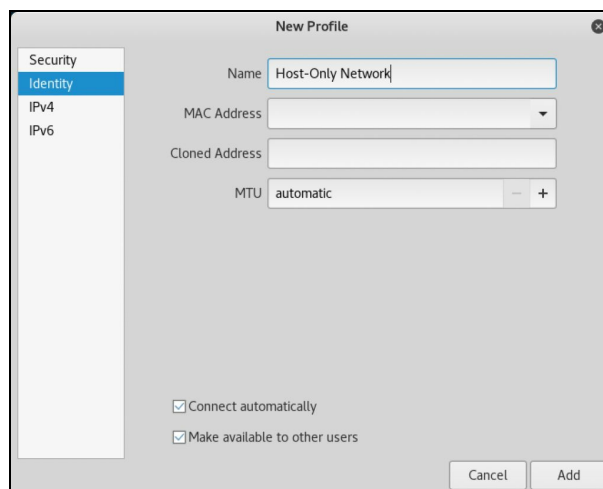 New Profile
Security
Identity
IPv4
IPv6
Name Host-Only Network
MAC Address
Cloned Address
MTU automatic − +
Connect automatically
Make available to other users
Cancel Add